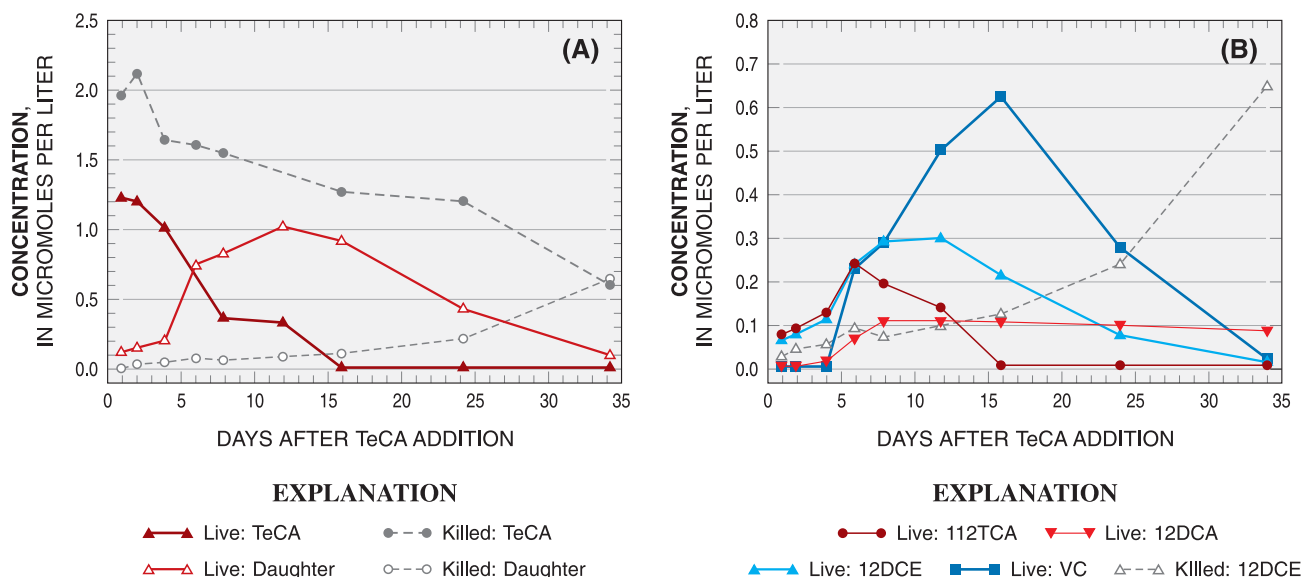 2.5
2.0
1.5
1.0
0.5
0.0
CONCENTRATION,
IN MICROMOLES PER LITER
(A)
0 5 10 15 20 25 30 35
DAYS AFTER TeCA ADDITION
EXPLANATION
Live: TeCA
Killed: TeCA
Live: Daughter
Killed: Daughter
0.8
0.7
0.6
0.5
0.4
0.3
0.2
0.1
0.0
CONCENTRATION,
IN MICROMOLES PER LITER
(B)
0 5 10 15 20 25 30 35
DAYS AFTER TeCA ADDITION
EXPLANATION
Live: 112TCA
Live: 12DCA
Live: 12DCE
Live: VC
KIlled: 12DCE